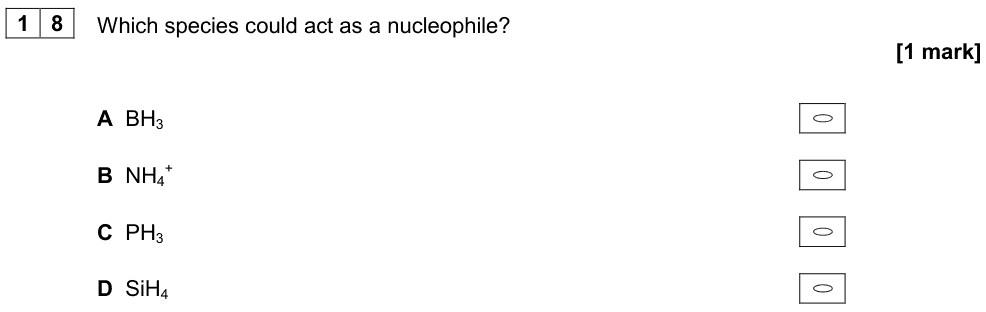 1 8 Which species could act as a nucleophile?
[1 mark]
A BH₃
B NH₄⁺
C PH₃
D SiH₄